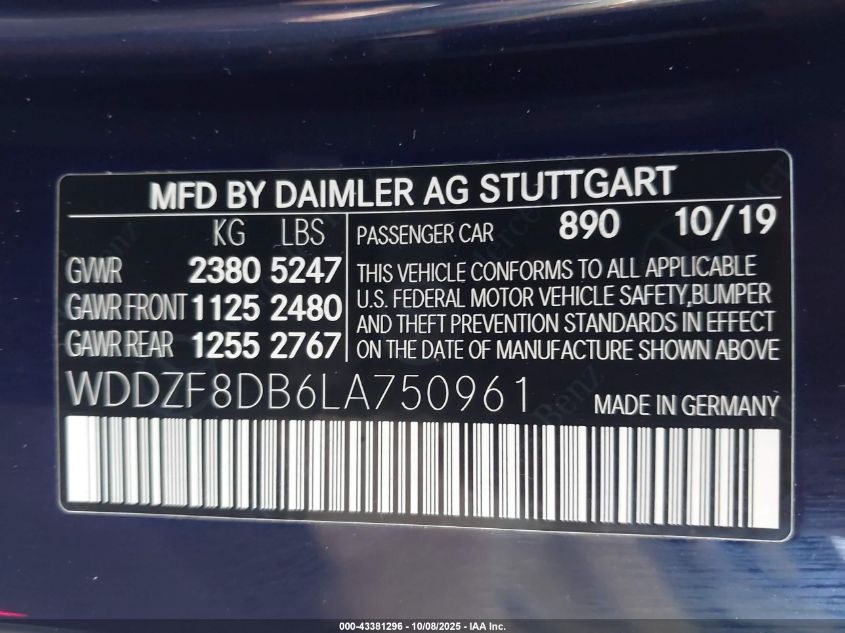 MFD BY DAIMLER AG STUTTGART
KG LBS
GVWR 2380 5247
GAWR FRONT 1125 2480
GAWR REAR 1255 2767
PASSENGER CAR 890 10/19
THIS VEHICLE CONFORMS TO ALL APPLICABLE
U.S. FEDERAL MOTOR VEHICLE SAFETY,BUMPER
AND THEFT PREVENTION STANDARDS IN EFFECT
ON THE DATE OF MANUFACTURE SHOWN ABOVE
WDDZF8DB6LA750961
MADE IN GERMANY
000-43381296 - 10/08/2025 - IAA Inc.